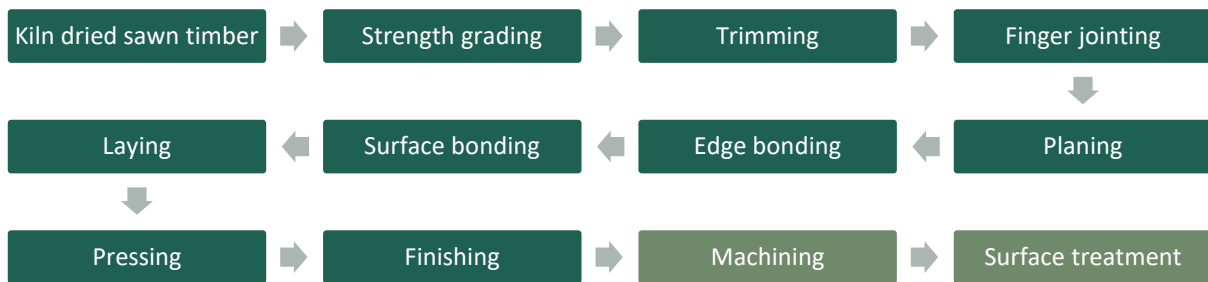 Kiln dried sawn timber
Strength grading
Trimming
Finger jointing
Planing
Edge bonding
Surface bonding
Laying
Pressing
Finishing
Machining
Surface treatment